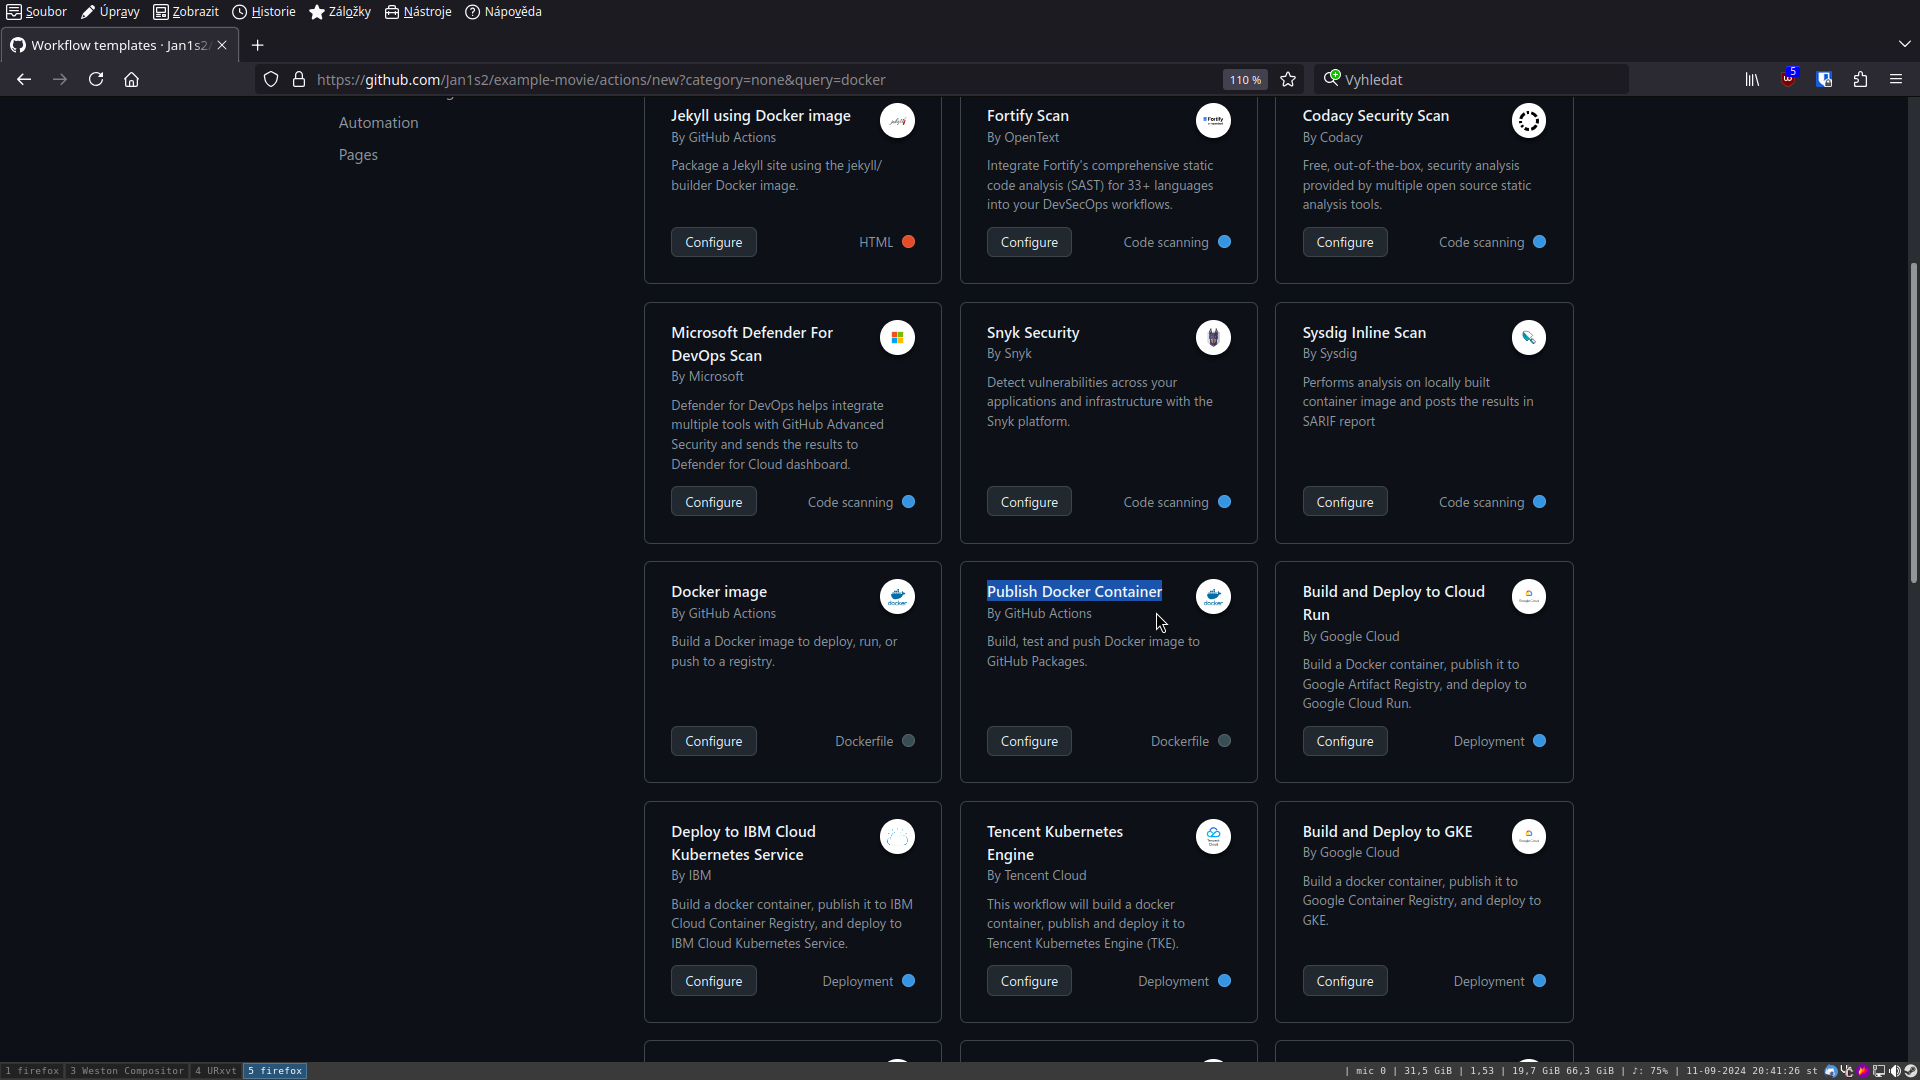 Soubor Úpravy Zobrazit Historie Záložky Nástroje Nápověda
Workflow templates · Jan1s2/
https://github.com/Jan1s2/example-movie/actions/new?category=none&query=docker
110 %
Vyhledat
5
Automation
Pages
Jekyll using Docker image
By GitHub Actions
Package a Jekyll site using the jekyll/
builder Docker image.
Configure
HTML
Fortify Scan
By OpenText
Integrate Fortify's comprehensive static
code analysis (SAST) for 33+ languages
into your DevSecOps workflows.
Configure
Code scanning
Codacy Security Scan
By Codacy
Free, out-of-the-box, security analysis
provided by multiple open source static
analysis tools.
Configure
Code scanning
Microsoft Defender For
DevOps Scan
By Microsoft
Defender for DevOps helps integrate
multiple tools with GitHub Advanced
Security and sends the results to
Defender for Cloud dashboard.
Configure
Code scanning
Snyk Security
By Snyk
Detect vulnerabilities across your
applications and infrastructure with the
Snyk platform.
Configure
Code scanning
Sysdig Inline Scan
By Sysdig
Performs analysis on locally built
container image and posts the results in
SARIF report
Configure
Code scanning
Docker image
By GitHub Actions
Build a Docker image to deploy, run, or
push to a registry.
Configure
Dockerfile
docker
Publish Docker Container
By GitHub Actions
Build, test and push Docker image to
GitHub Packages.
Configure
Dockerfile
docker
Build and Deploy to Cloud
Run
By Google Cloud
Build a Docker container, publish it to
Google Artifact Registry, and deploy to
Google Cloud Run.
Configure
Deployment
Deploy to IBM Cloud
Kubernetes Service
By IBM
Build a docker container, publish it to IBM
Cloud Container Registry, and deploy to
IBM Cloud Kubernetes Service.
Configure
Deployment
Tencent Kubernetes
Engine
By Tencent Cloud
This workflow will build a docker
container, publish and deploy it to
Tencent Kubernetes Engine (TKE).
Configure
Deployment
Build and Deploy to GKE
By Google Cloud
Build a docker container, publish it to
Google Container Registry, and deploy to
GKE.
Configure
Deployment
1 firefox 3 Weston Compositor 4 URxvt 5 firefox
| mic 0 | 31,5 GiB | 1,53 | 19,7 GiB 66,3 GiB | ♪: 75% | 11-09-2024 20:41:26 st